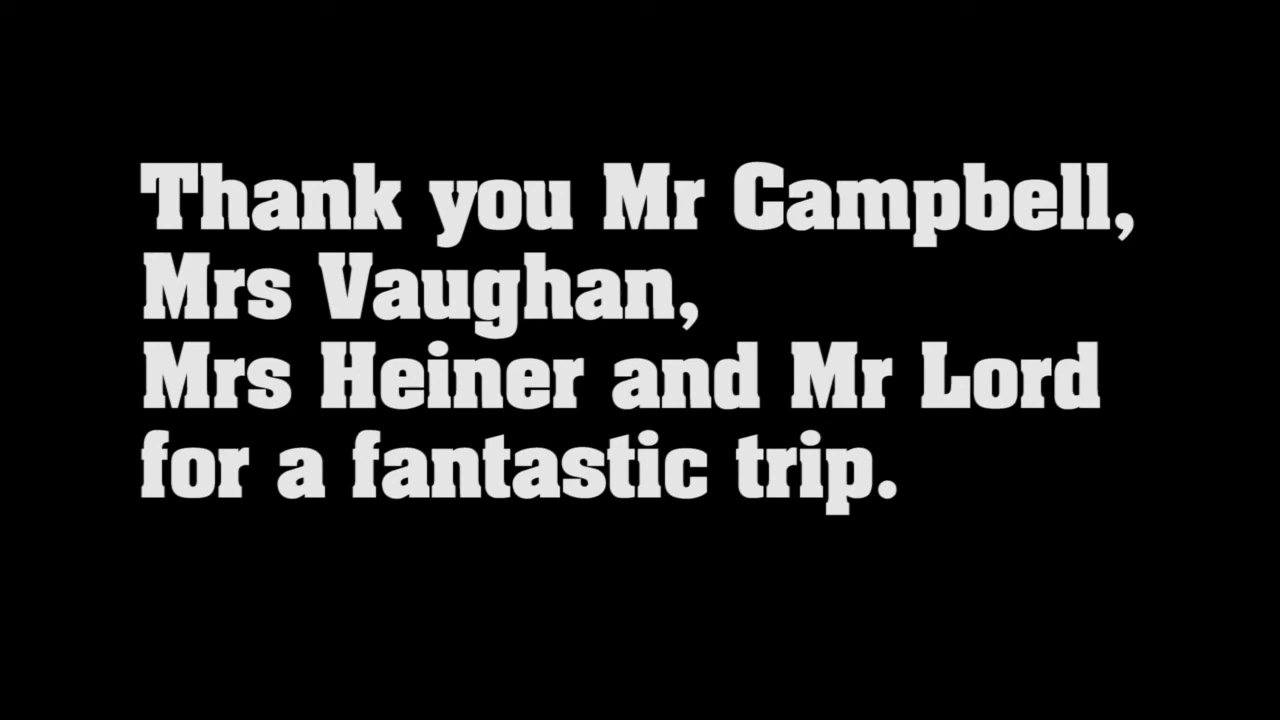 Thank you Mr Campbell,
Mrs Vaughan,
Mrs Heiner and Mr Lord
for a fantastic trip.